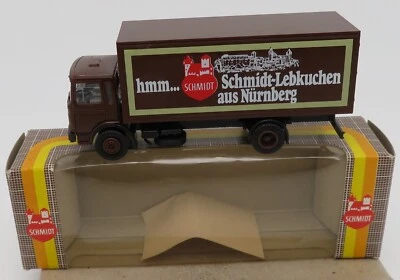 hmm...
SCHMIDT
Schmidt-Lebkuchen
aus Nürnberg
SCHMIDT
SCHMIDT